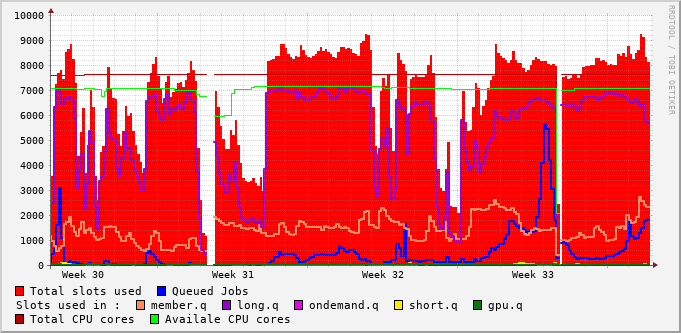 10000
9000
8000
7000
6000
5000
4000
3000
2000
1000
0
Week 30 Week 31 Week 32 Week 33
RRDTOOL / TOBI OETIKER
Total slots used Queued Jobs
Slots used in : member.q long.q ondemand.q short.q gpu.q
Total CPU cores Availale CPU cores